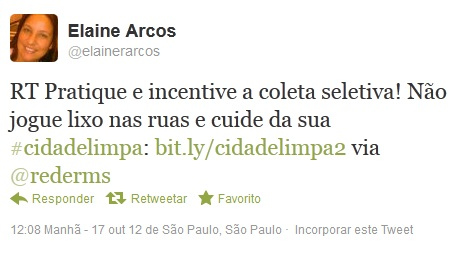 Elaine Arcos
@elainerarcos
RT Pratique e incentive a coleta seletiva! Não
jogue lixo nas ruas e cuide da sua
#cidadelimpa: bit.ly/cidadelimpa2 via
@rederms
Responder Retweetar Favorito
12:08 Manhã - 17 out 12 de São Paulo, São Paulo · Incorporar este Tweet